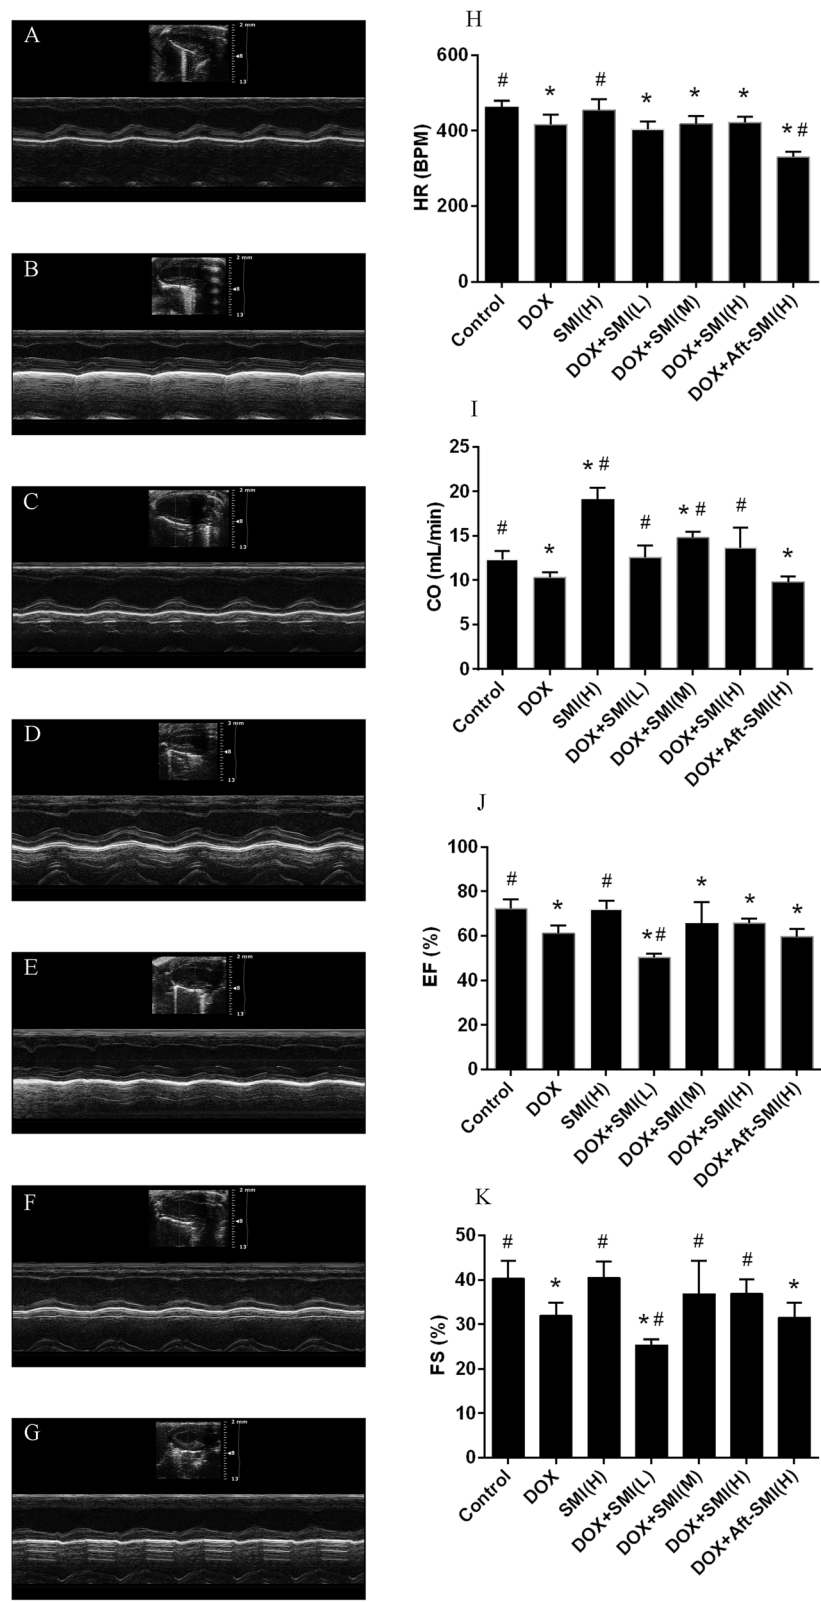 A
2 mm
8
13
B
2 mm
8
13
C
2 mm
8
13
D
3 mm
8
13
E
2 mm
8
13
F
2 mm
8
13
G
2 mm
8
13
H
HR (BPM)
600
400
200
0
# * # * * * * #
Control
DOX
SMI(H)
DOX+SMI(L)
DOX+SMI(M)
DOX+SMI(H)
DOX+Aft-SMI(H)
I
CO (mL/min)
25
20
15
10
5
0
# * * # # * # # *
Control
DOX
SMI(H)
DOX+SMI(L)
DOX+SMI(M)
DOX+SMI(H)
DOX+Aft-SMI(H)
J
EF (%)
100
80
60
40
20
0
# * # * # * * *
Control
DOX
SMI(H)
DOX+SMI(L)
DOX+SMI(M)
DOX+SMI(H)
DOX+Aft-SMI(H)
K
FS (%)
50
40
30
20
10
0
# * # * # # # *
Control
DOX
SMI(H)
DOX+SMI(L)
DOX+SMI(M)
DOX+SMI(H)
DOX+Aft-SMI(H)